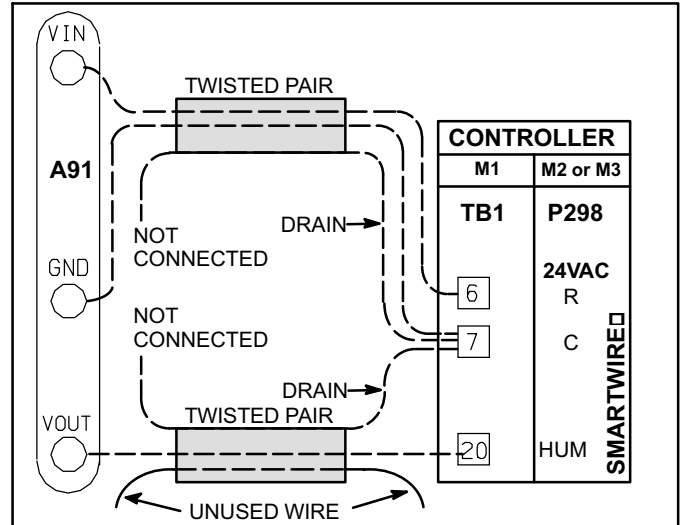 VIN
TWISTED PAIR
CONTROLLER
M1
M2 or M3
A91
TB1
P298
DRAIN
NOT
CONNECTED
GND
24VAC
6
R
NOT
CONNECTED
7
C
SMARTWIRE
DRAIN
TWISTED PAIR
VOUT
20
HUM
UNUSED WIRE